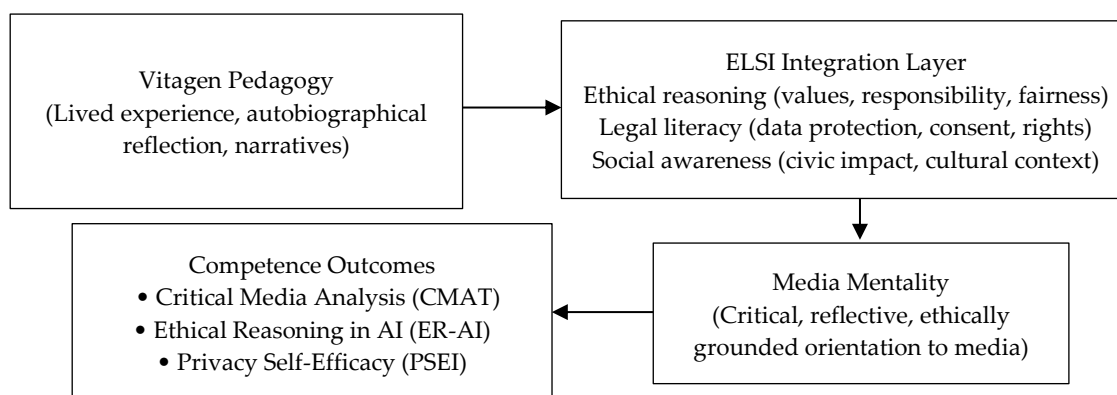 Vitagen Pedagogy
(Lived experience, autobiographical
reflection, narratives)
ELSI Integration Layer
Ethical reasoning (values, responsibility, fairness)
Legal literacy (data protection, consent, rights)
Social awareness (civic impact, cultural context)
Media Mentality
(Critical, reflective, ethically
grounded orientation to media)
Competence Outcomes
• Critical Media Analysis (CMAT)
• Ethical Reasoning in AI (ER-AI)
• Privacy Self-Efficacy (PSEI)